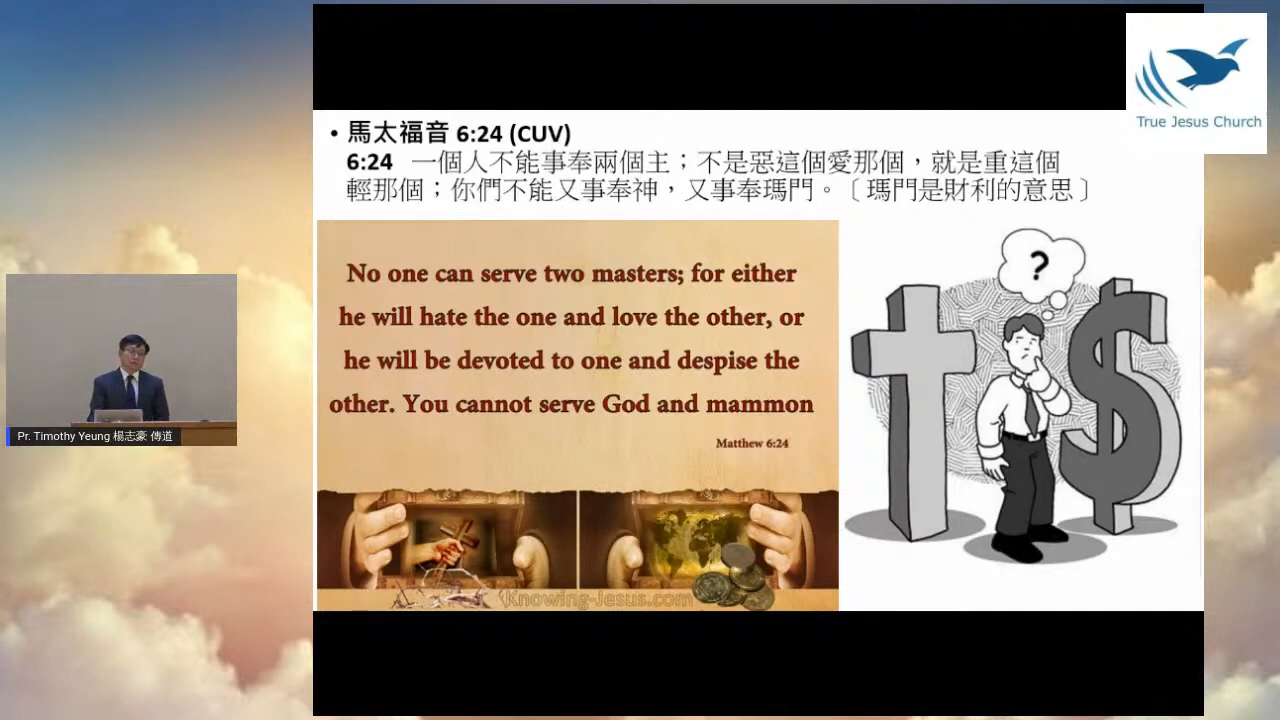 True Jesus Church
• 馬太福音 6:24 (CUV)
6:24 一個人不能事奉兩個主；不是惡這個愛那個，就是重這個
輕那個；你們不能又事奉神，又事奉瑪門。〔瑪門是財利的意思〕
No one can serve two masters; for either
he will hate the one and love the other, or
he will be devoted to one and despise the
other. You cannot serve God and mammon
Matthew 6:24
Knowing-Jesus.com
?
$
Pr. Timothy Yeung 楊志豪 傳道